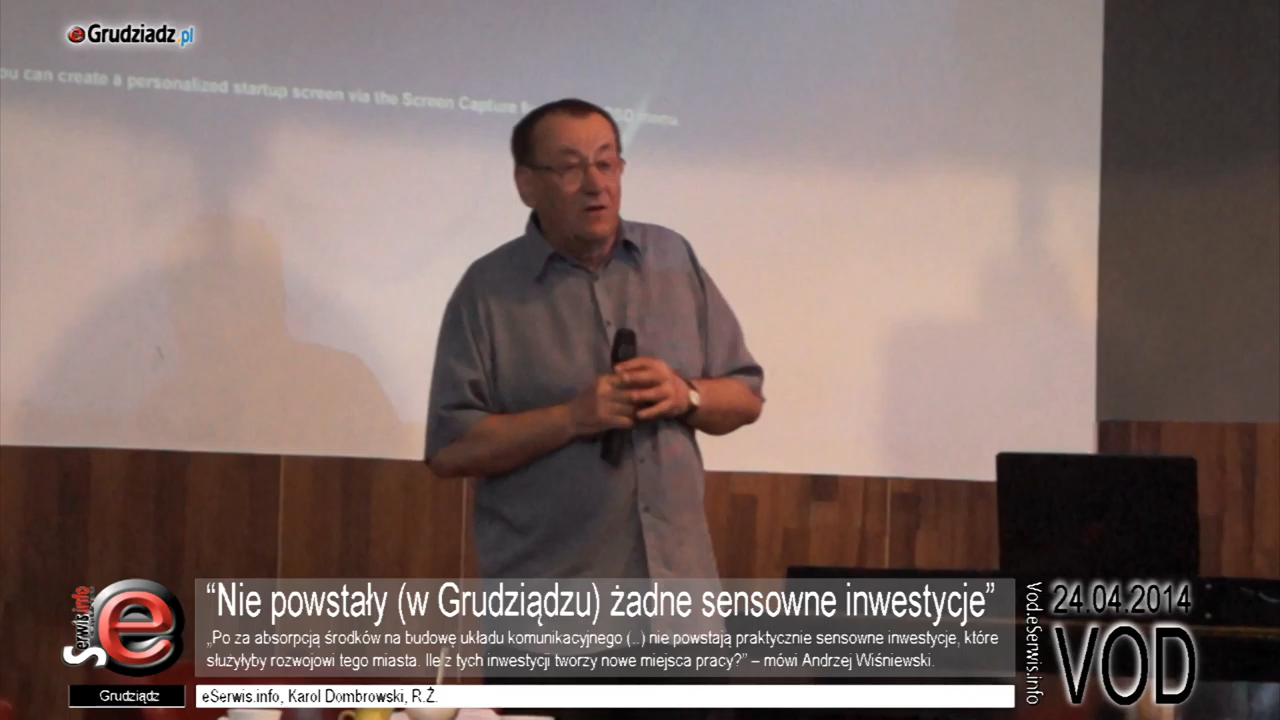 eGrudziadz.pl
ou can create a personalized startup screen via the Screen Capture
menu.
“Nie powstały (w Grudziądzu) żadne sensowne inwestycje”
„Po za absorpcją środków na budowę układu komunikacyjnego (...) nie powstają praktycznie sensowne inwestycje, które
służyłyby rozwojowi tego miasta. Ile z tych inwestycji tworzy nowe miejsca pracy?” – mówi Andrzej Wiśniewski.
eSerwis.info
e
Grudziądz
eSerwis.info, Karol Dombrowski, R.Ż.
Vod.eSerwis.info
24.04.2014
VOD